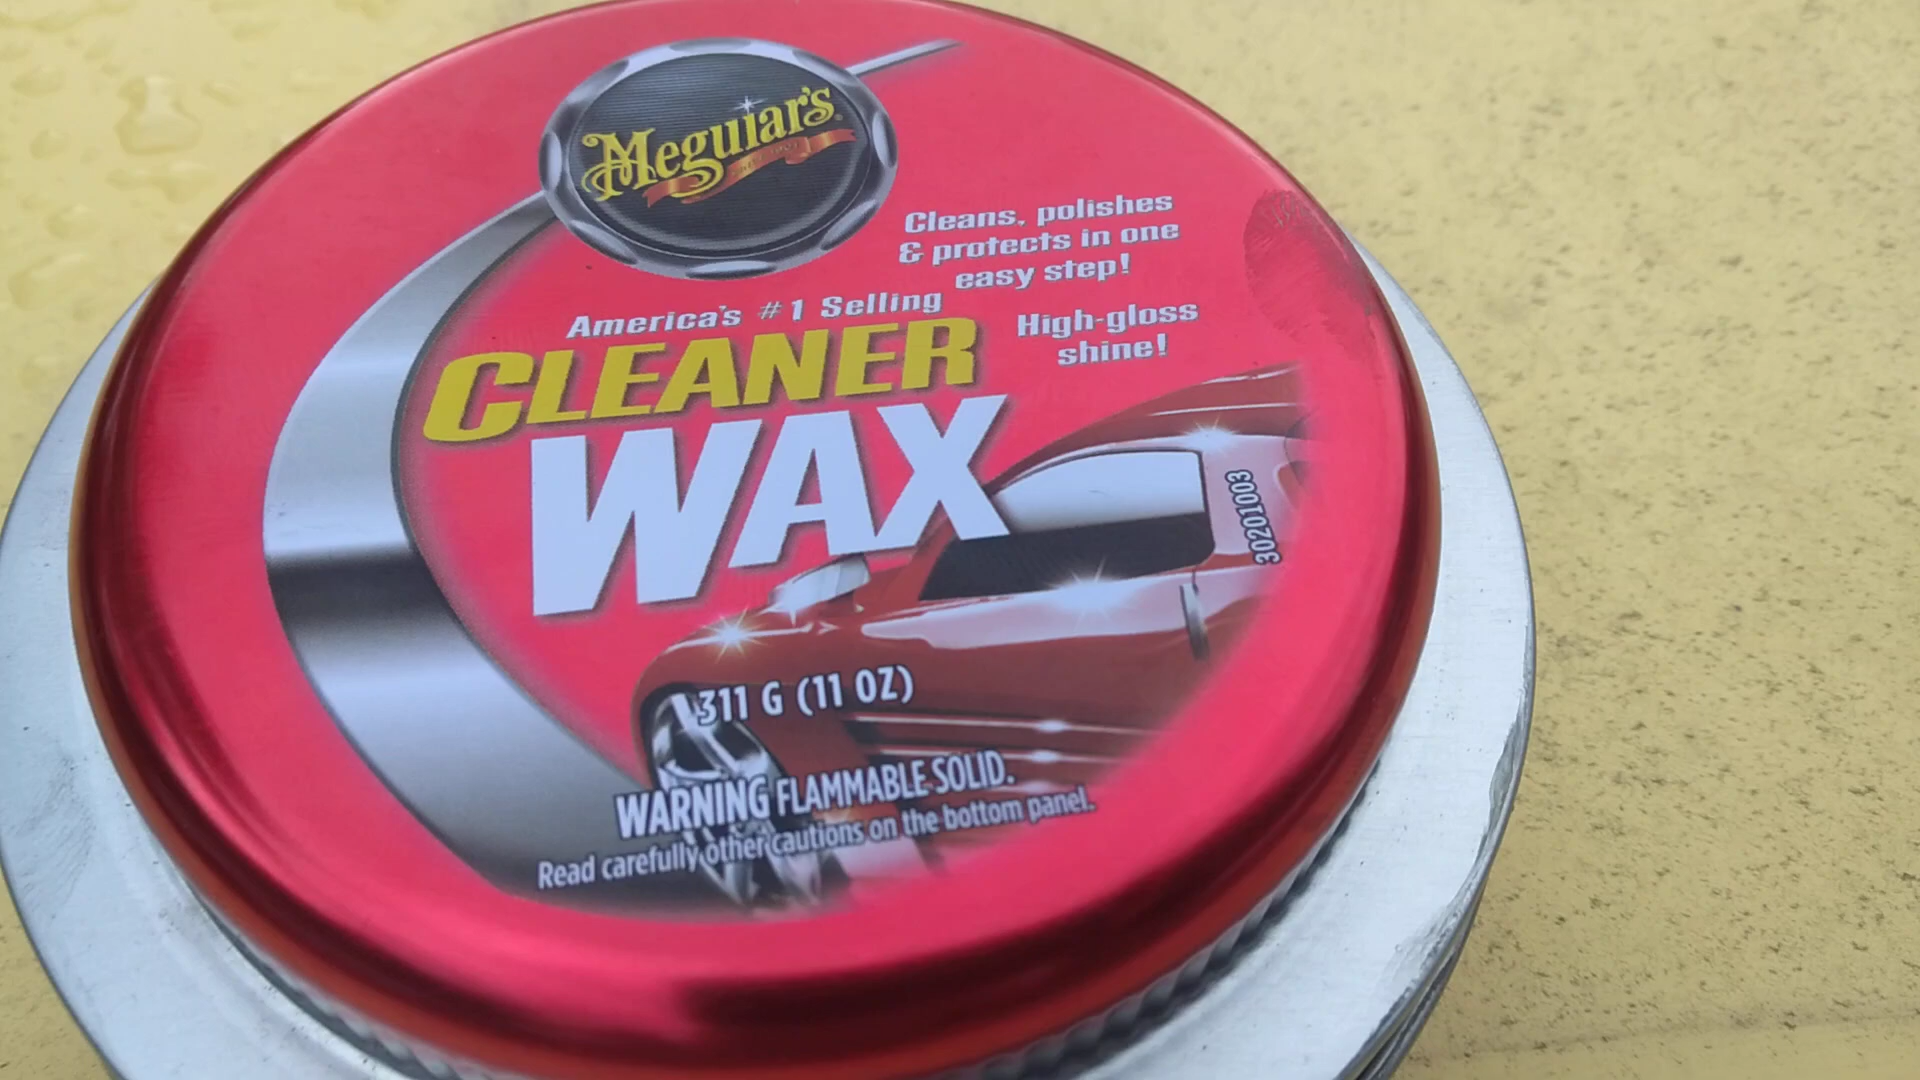 Meguiar's
Cleans, polishes
& protects in one
easy step!
America's #1 Selling
High-gloss
shine!
CLEANER
WAX
30201003
311 G (11 OZ)
WARNING FLAMMABLE SOLID.
Read carefully other cautions on the bottom panel.